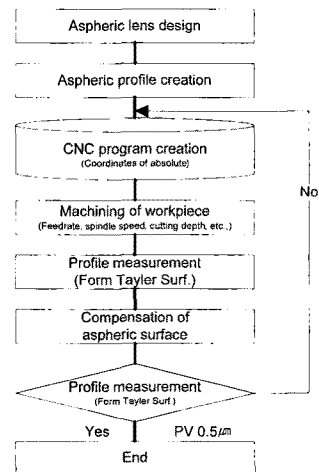 Aspheric lens design
Aspheric profile creation
CNC program creation
(Coordinates of absolute)
No
Machining of workpiece
(Feedrate, spindle speed, cutting depth, etc.,)
Profile measurement
(Form Tayler Surf.)
Compensation of
aspheric surface
Profile measurement
(Form Tayler Surf.)
Yes PV 0.5㎛
End